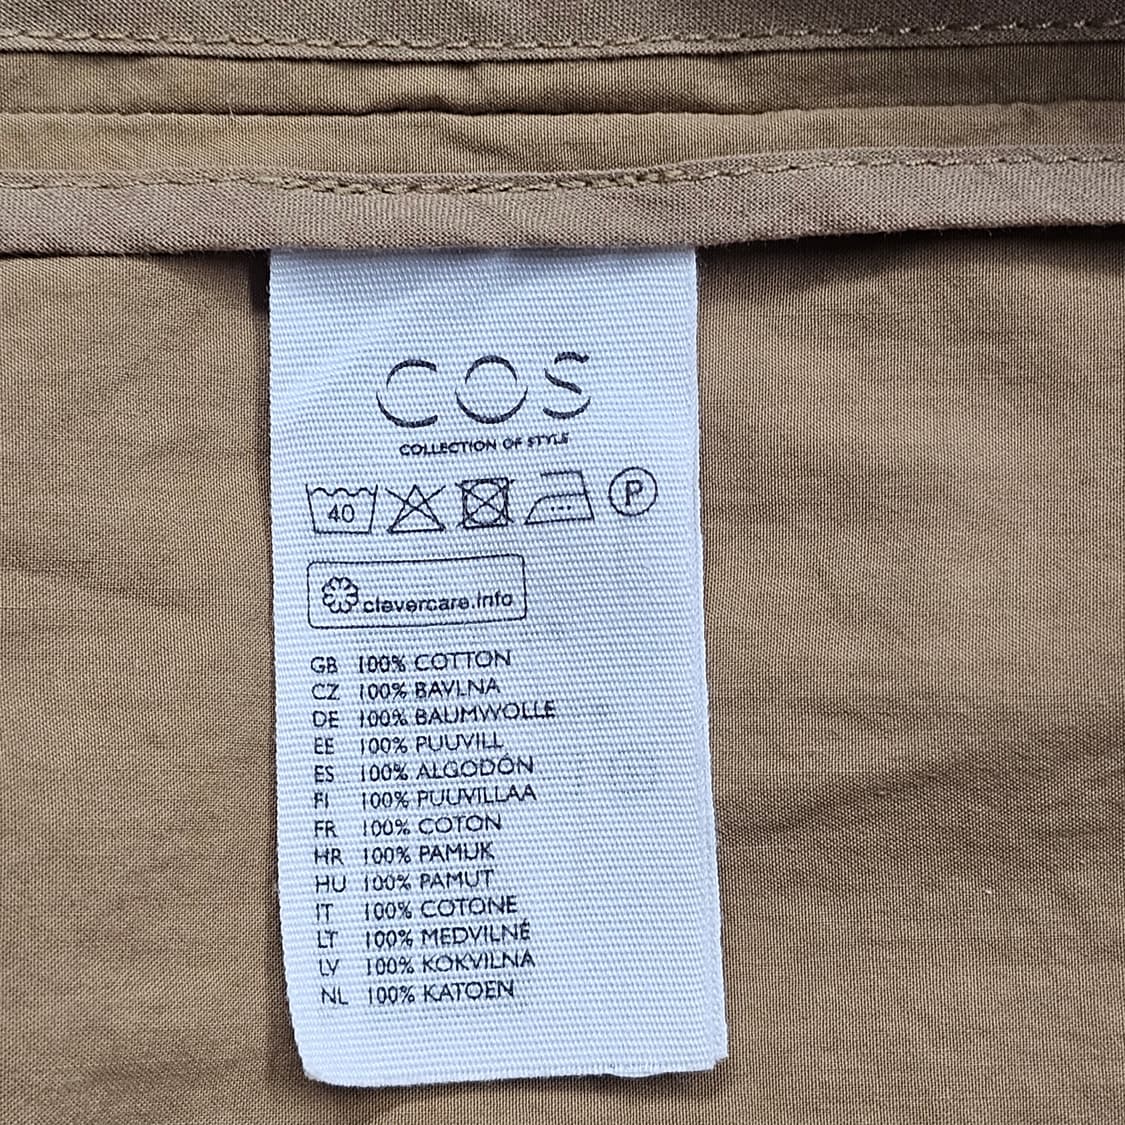 COS
COLLECTION OF STYLE
40 P
clevercare.info
GB 100% COTTON
CZ 100% BAVLNA
DE 100% BAUMWOLLE
EE 100% PUUVILL
ES 100% ALGODÓN
FI 100% PUUVILLAA
FR 100% COTON
HR 100% PAMUK
HU 100% PAMUT
IT 100% COTONE
LT 100% MEDVILNĖ
LV 100% KOKVILNA
NL 100% KATOEN